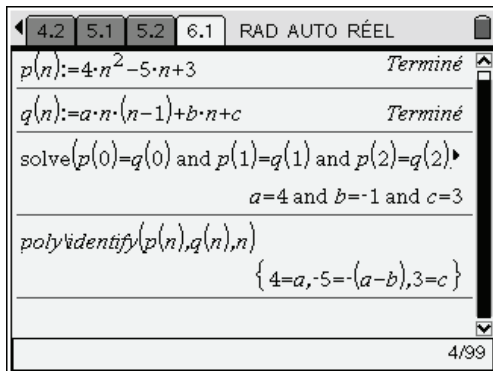 4.2 5.1 5.2 6.1 RAD AUTO RÉEL
p(n):=4·n²−5·n+3 Terminé
q(n):=a·n·(n−1)+b·n+c Terminé
solve(p(0)=q(0) and p(1)=q(1) and p(2)=q(2)▸
a=4 and b=-1 and c=3
poly\identify(p(n),q(n),n)
{4=a,-5=-(a−b),3=c}
4/99